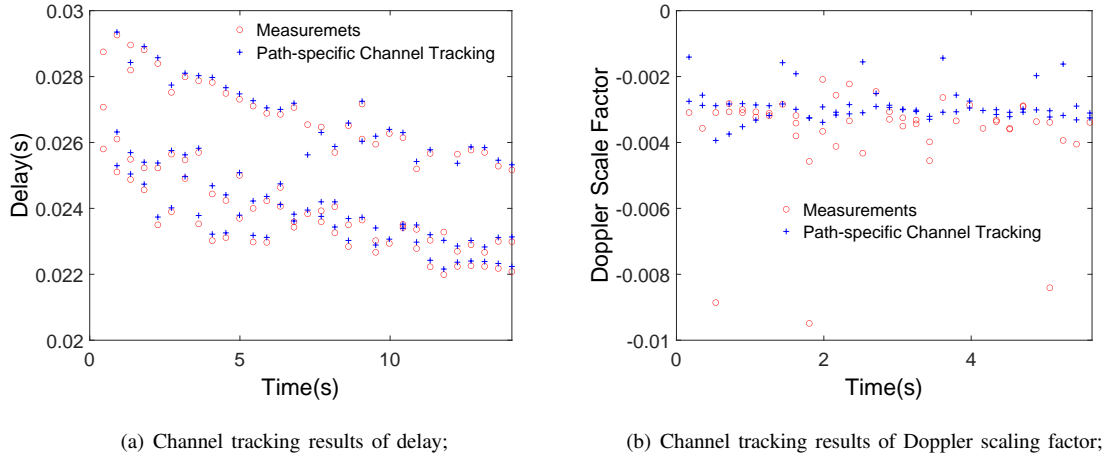 0.03
0.028
0.026
0.024
0.022
0.02
Delay(s)
0
5
10
Time(s)
Measuremets
Path-specific Channel Tracking
(a) Channel tracking results of delay;
0
-0.002
-0.004
-0.006
-0.008
-0.01
Doppler Scale Factor
0
2
4
Time(s)
Measurements
Path-specific Channel Tracking
(b) Channel tracking results of Doppler scaling factor;